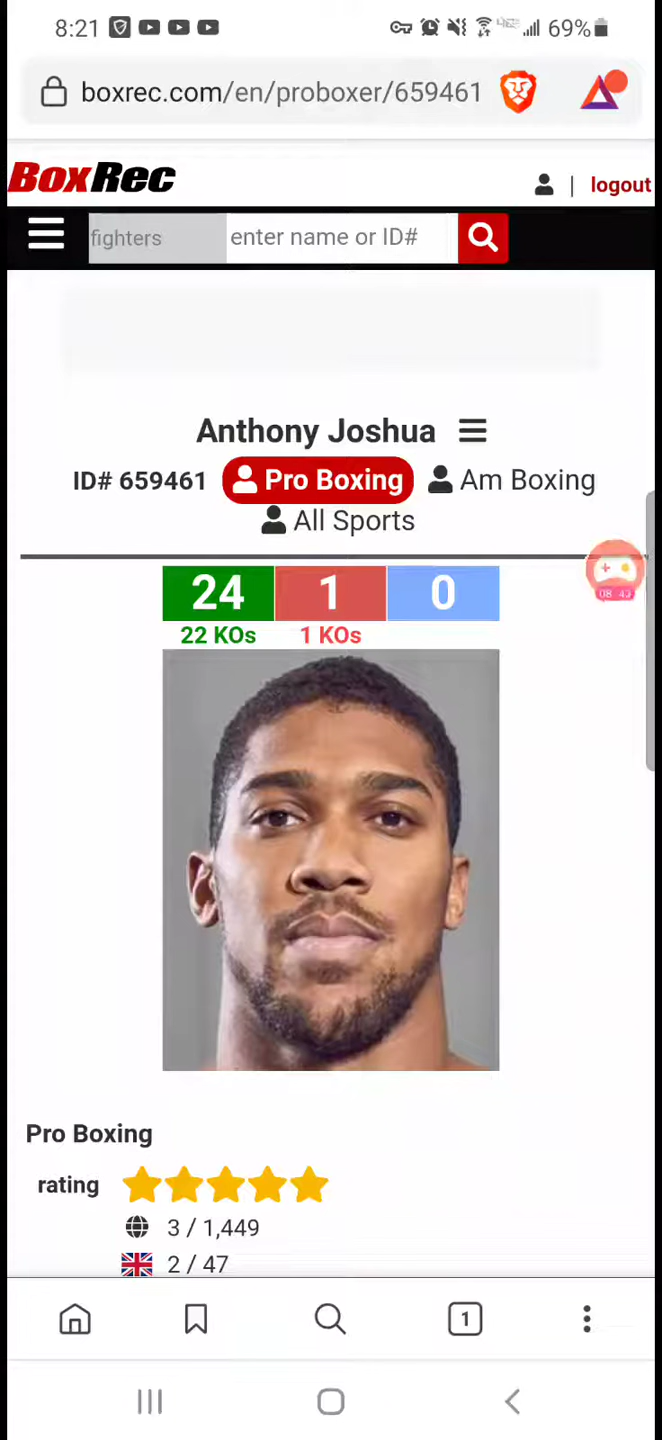 8:21 69%
boxrec.com/en/proboxer/659461
BoxRec
| logout
fighters enter name or ID#
Anthony Joshua
ID# 659461 Pro Boxing Am Boxing
All Sports
24 1 0
22 KOs 1 KOs
Pro Boxing
rating
3 / 1,449
2 / 47
1